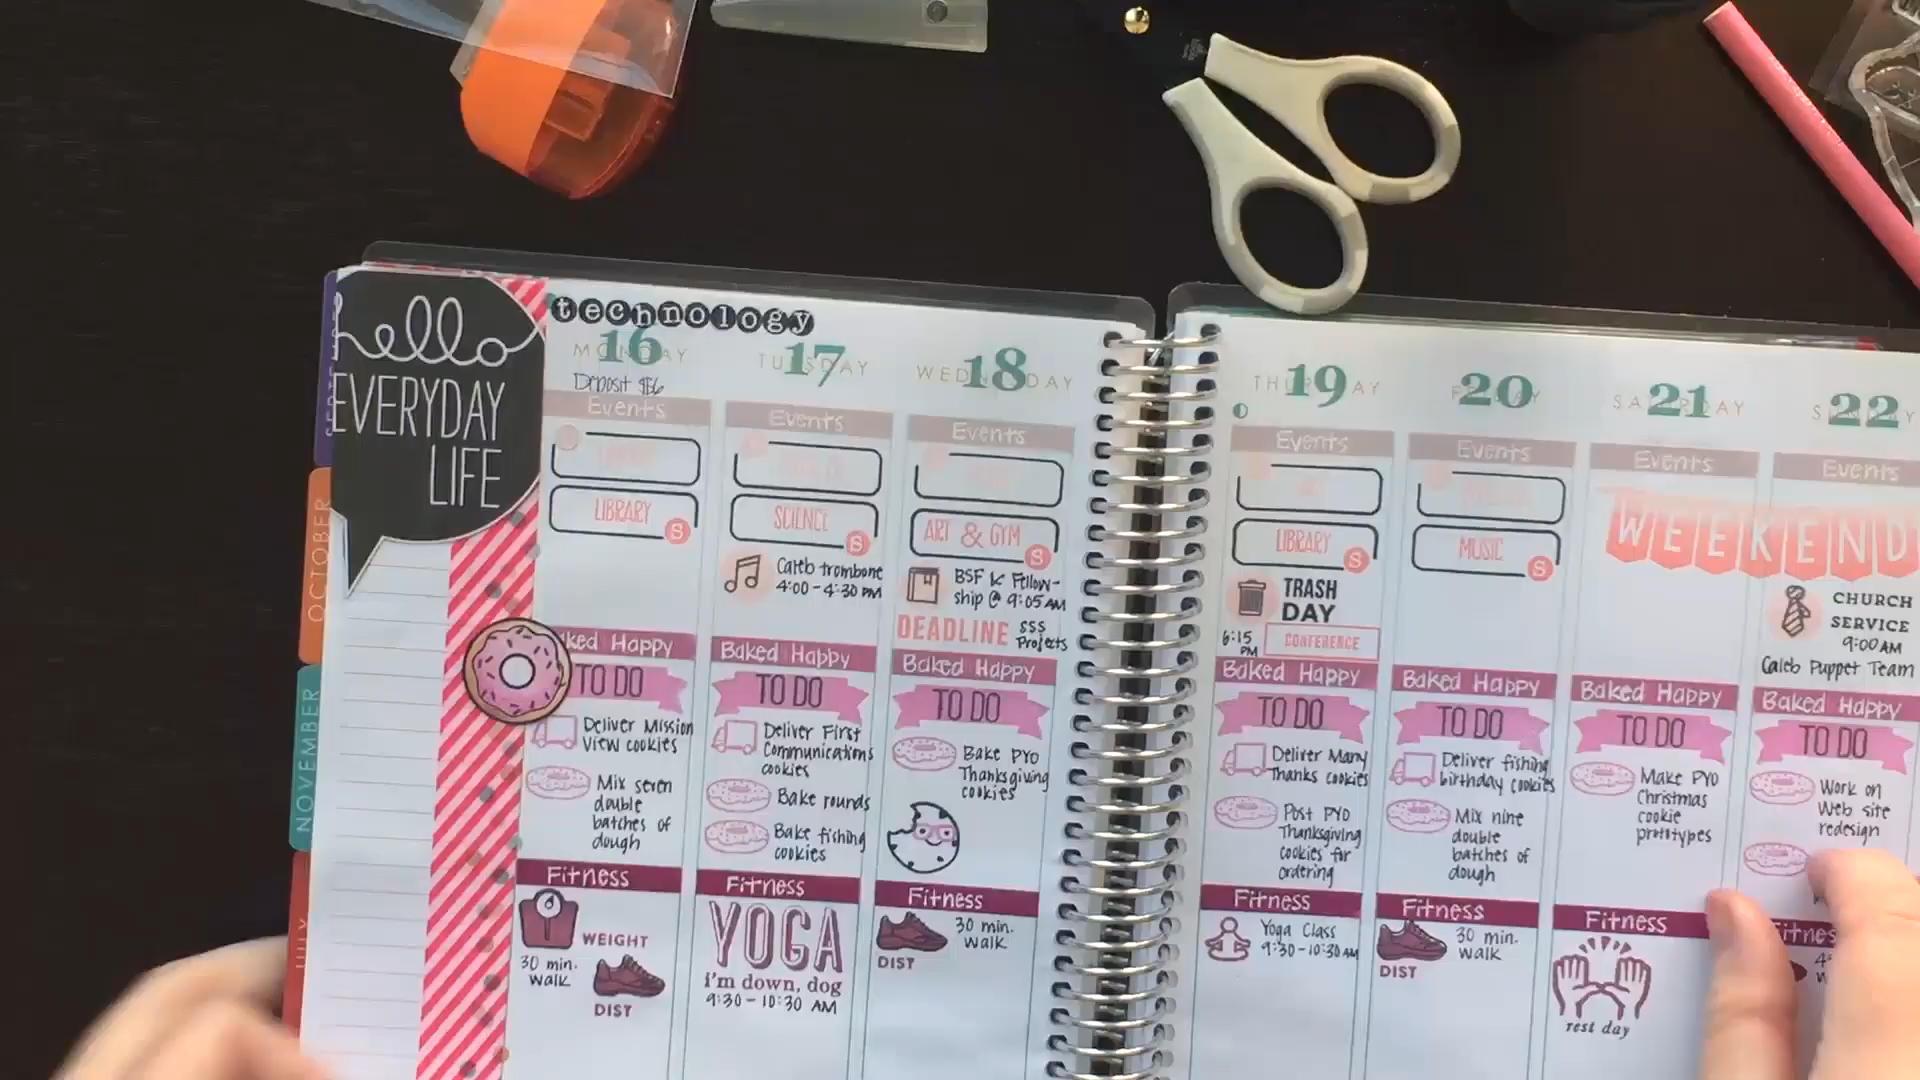 hello
EVERYDAY
LIFE
technology
SEPTEMBER
OCTOBER
NOVEMBER
16
MONDAY
Deposit $56
Events
LIBRARY
S
Baked Happy
TO DO
Deliver Mission
View cookies
Mix seven
double
batches of
dough
Fitness
WEIGHT
30 min.
walk
DIST
17
TUESDAY
Events
SCIENCE
S
Caleb trombone
4:00-4:30 PM
Baked Happy
TO DO
Deliver First
Communications
cookies
Bake rounds
Bake fishing
cookies
Fitness
YOGA
i'm down, dog
9:30-10:30 AM
18
WEDNESDAY
Events
ART & GYM
S
BSF & Fellow-
ship @ 9:05 AM
DEADLINE SSS
Projects
Baked Happy
TO DO
Bake PYO
Thanksgiving
cookies
Fitness
30 min.
walk
DIST
19
THURSDAY
Events
LIBRARY
S
TRASH
DAY
6:15
PM
CONFERENCE
Baked Happy
TO DO
Deliver Many
Thanks cookies
Post PYO
Thanksgiving
cookies for
ordering
Fitness
Yoga Class
9:30-10:30 AM
20
FRIDAY
Events
MUSIC
S
Baked Happy
TO DO
Deliver fishing
birthday cookies
Mix nine
double
batches of
dough
Fitness
30 min.
walk
DIST
21
SATURDAY
Events
WEEKEND
Baked Happy
TO DO
Make PYO
Christmas
cookie
prototypes
Fitness
rest day
22
Events
CHURCH
SERVICE
9:00 AM
Caleb Puppet Team
Baked Happy
TO DO
Work on
Web site
redesign